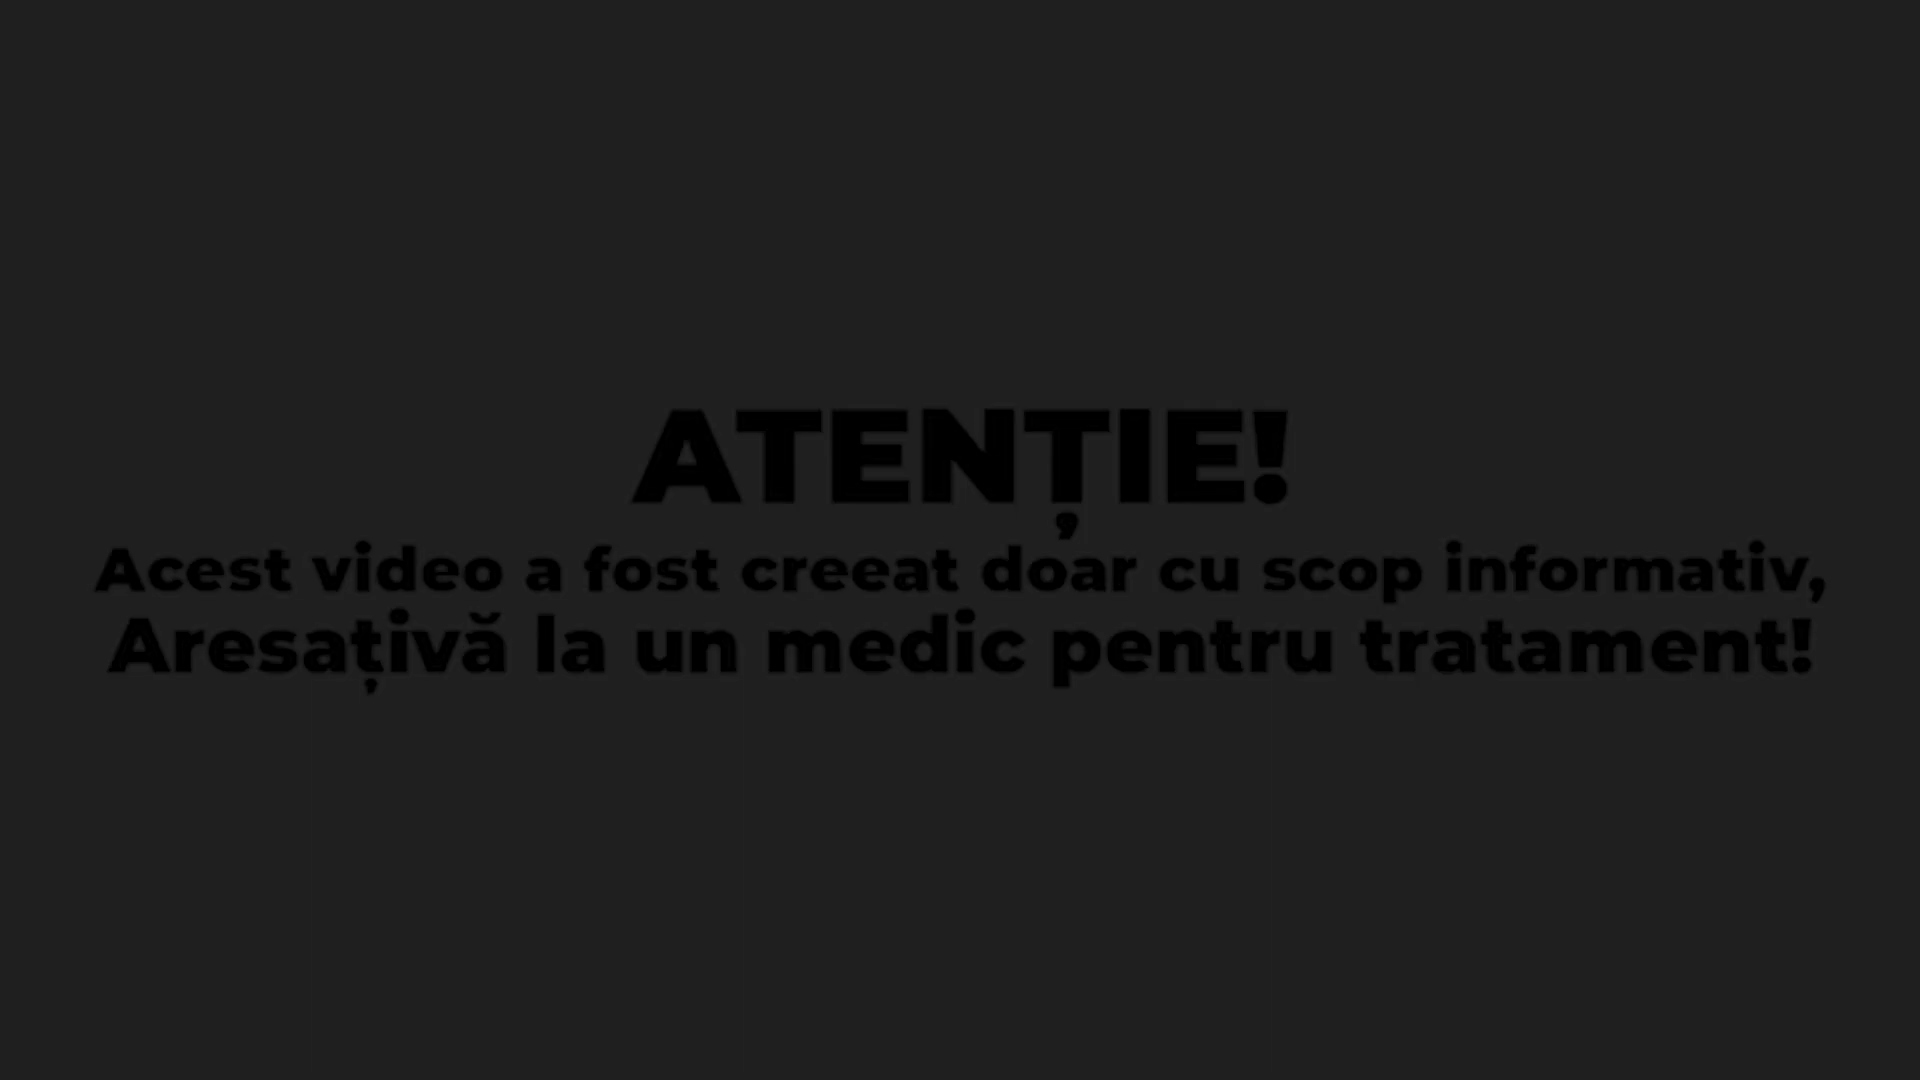 ATENȚIE!
Acest video a fost creeat doar cu scop informativ,
Aresațivă la un medic pentru tratament!